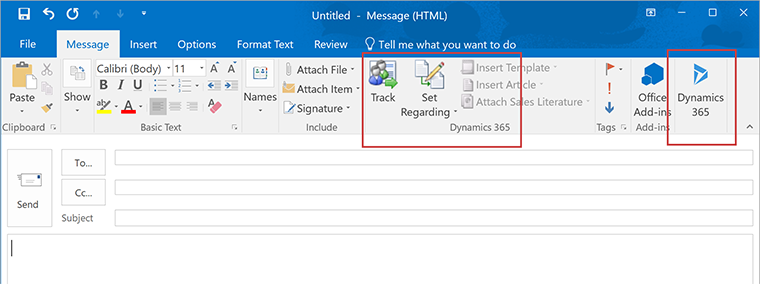 Untitled - Message (HTML)
File Message Insert Options Format Text Review Tell me what you want to do
Paste
Clipboard
Show
Calibri (Body) 11 A A
B I U
ab A A
Basic Text
Names
Attach File
Attach Item
Signature
Include
Track
Set
Regarding
Insert Template
Insert Article
Attach Sales Literature
Dynamics 365
!
Tags
Office
Add-ins
Add-ins
Dynamics
365
Send
To...
Cc...
Subject